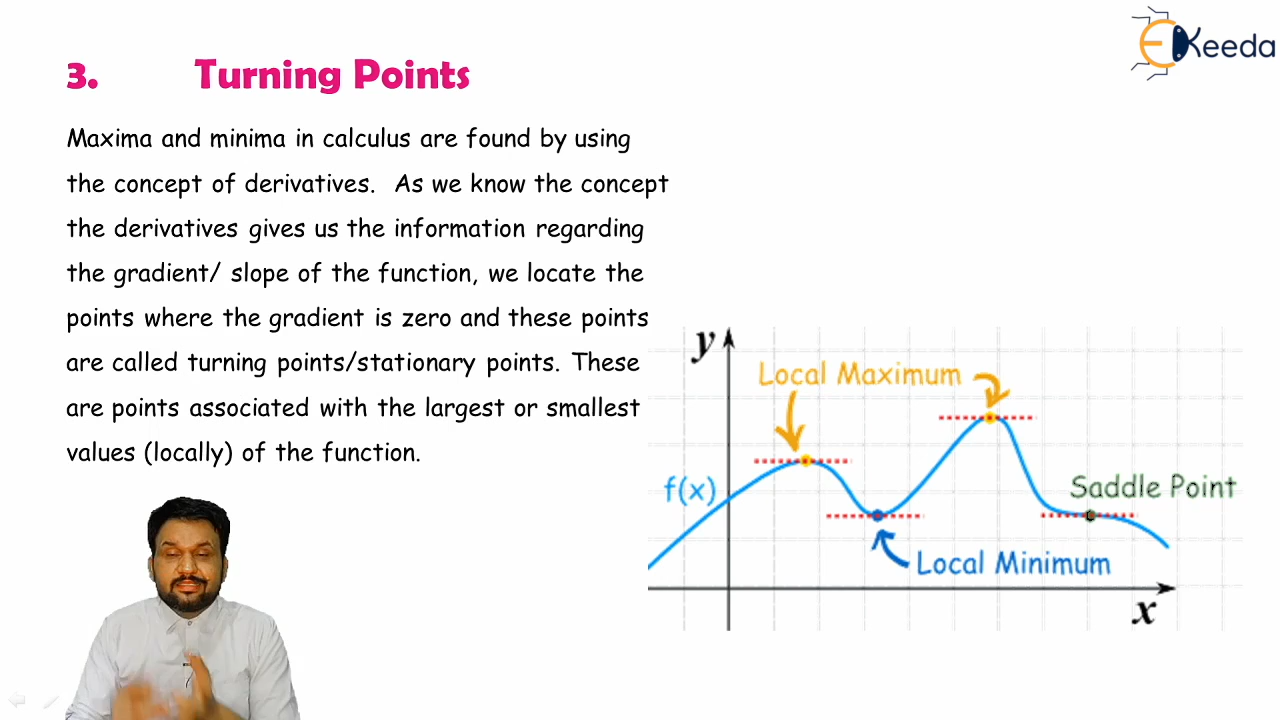 EKeeda
3. Turning Points
Maxima and minima in calculus are found by using
the concept of derivatives. As we know the concept
the derivatives gives us the information regarding
the gradient/ slope of the function, we locate the
points where the gradient is zero and these points
are called turning points/stationary points. These
are points associated with the largest or smallest
values (locally) of the function.
y
Local Maximum
f(x)
Saddle Point
Local Minimum
x